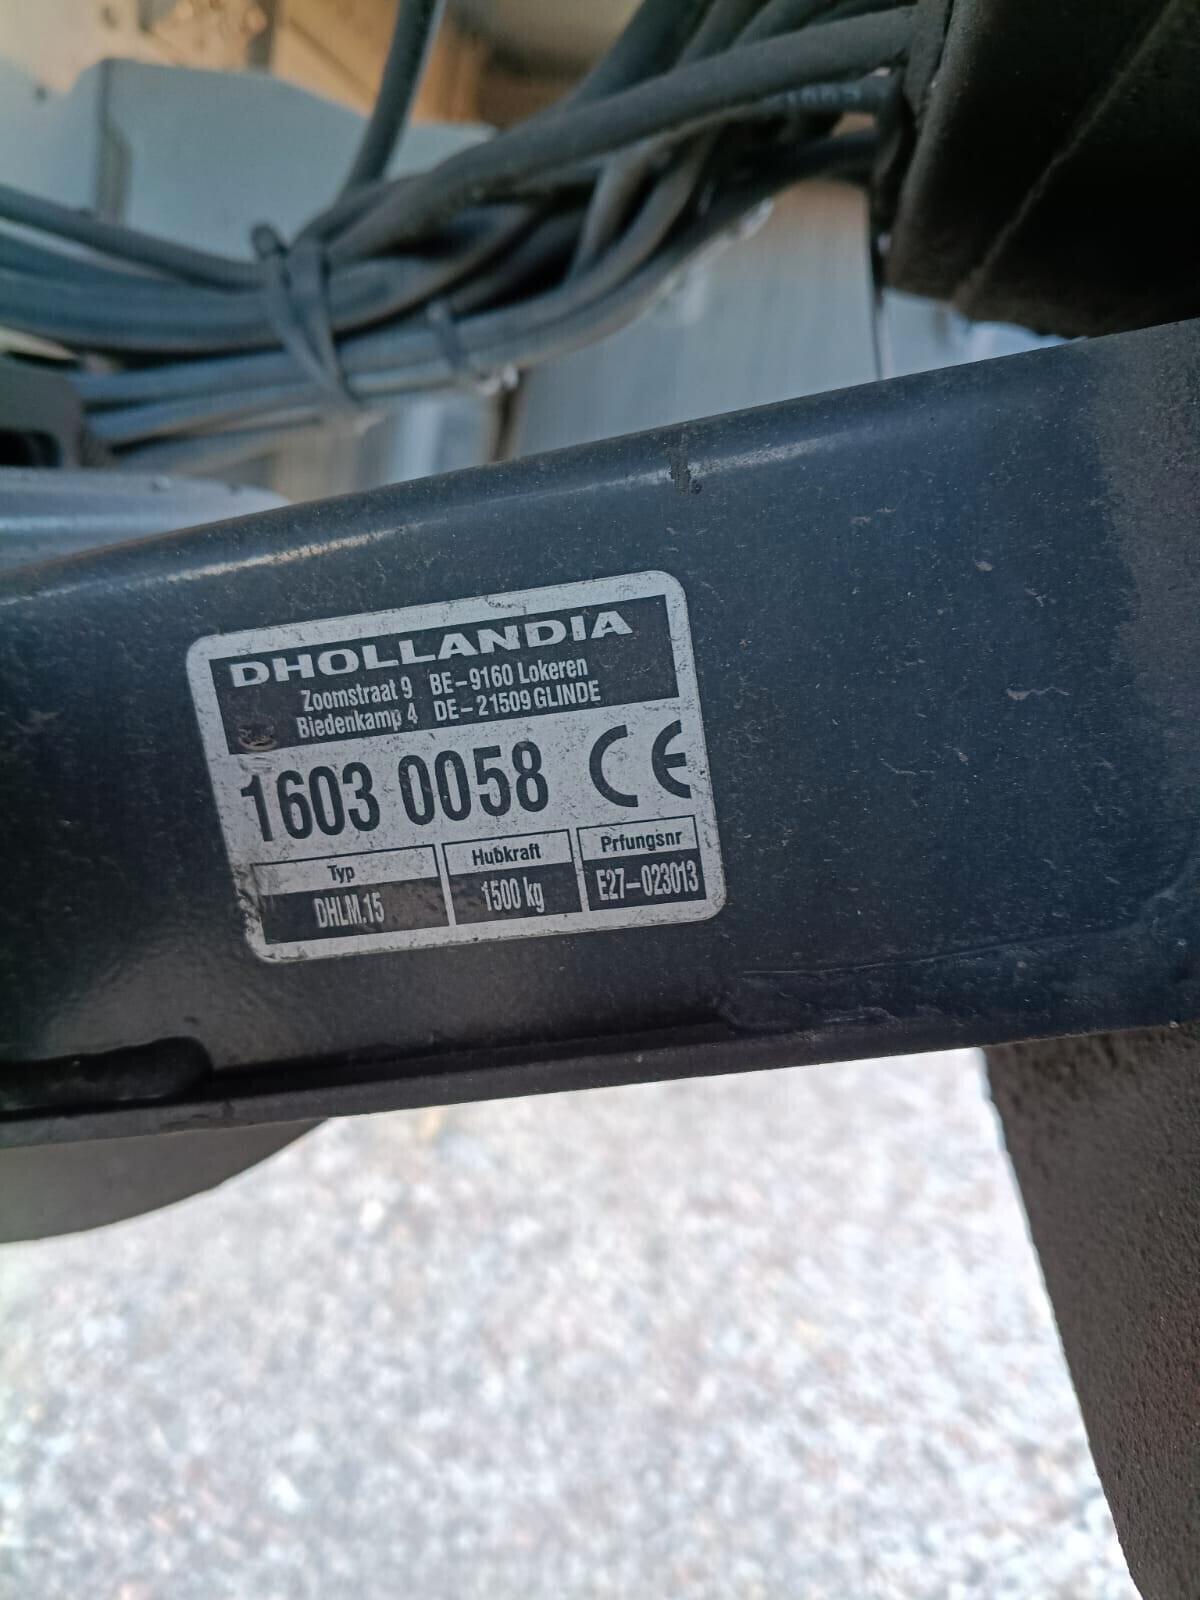 DHOLLANDIA
Zoomstraat 9 BE-9160 Lokeren
Biedenkamp 4 DE-21509 GLINDE
1603 0058 CE
Typ Hubkraft Prfungsnr
DHLM.15 1500 kg E27-023013